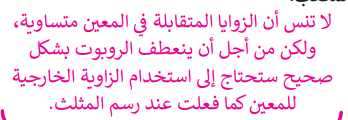 لا تنس أن الزوايا المتقابلة في المعين متساوية،
ولكن من أجل أن ينعطف الروبوت بشكل
صحيح ستحتاج إلى استخدام الزاوية الخارجية
للمعين كما فعلت عند رسم المثلث.